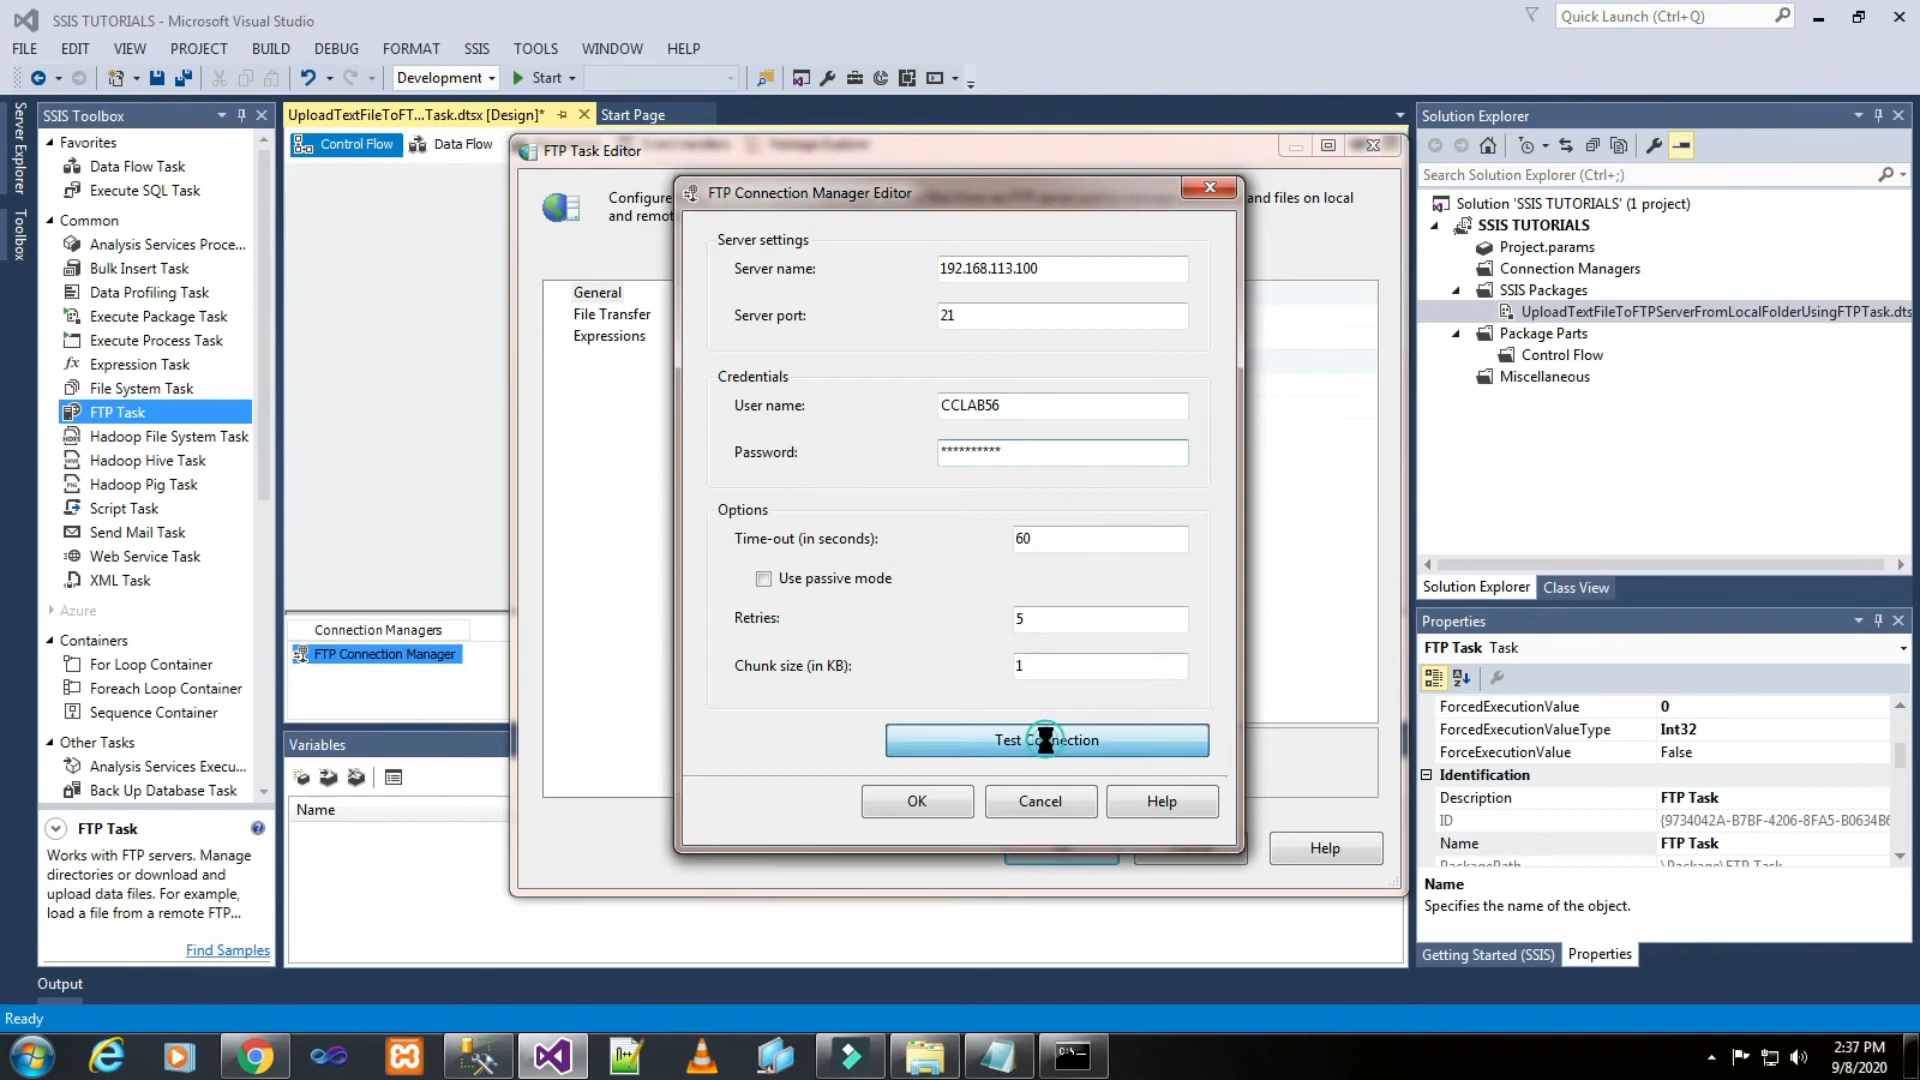 SSIS TUTORIALS - Microsoft Visual Studio
Quick Launch (Ctrl+Q)
FILE EDIT VIEW PROJECT BUILD DEBUG FORMAT SSIS TOOLS WINDOW HELP
Development Start
Server Explorer
Toolbox
SSIS Toolbox
Favorites
Data Flow Task
Execute SQL Task
Common
Analysis Services Proce...
Bulk Insert Task
Data Profiling Task
Execute Package Task
Execute Process Task
Expression Task
File System Task
FTP Task
Hadoop File System Task
Hadoop Hive Task
Hadoop Pig Task
Script Task
Send Mail Task
Web Service Task
XML Task
Azure
Containers
For Loop Container
Foreach Loop Container
Sequence Container
Other Tasks
Analysis Services Execu...
Back Up Database Task
FTP Task
Works with FTP servers. Manage
directories or download and
upload data files. For example,
load a file from a remote FTP...
Find Samples
UploadTextFileToFT...Task.dtsx [Design]* Start Page
Control Flow Data Flow
Connection Managers
FTP Connection Manager
Variables
Name
FTP Task Editor
Configure
and files on local
and remot
General
File Transfer
Expressions
Help
FTP Connection Manager Editor
Server settings
Server name: 192.168.113.100
Server port: 21
Credentials
User name: CCLAB56
Password: **********
Options
Time-out (in seconds): 60
Use passive mode
Retries: 5
Chunk size (in KB): 1
Test Connection
OK Cancel Help
Solution Explorer
Search Solution Explorer (Ctrl+;)
Solution 'SSIS TUTORIALS' (1 project)
SSIS TUTORIALS
Project.params
Connection Managers
SSIS Packages
UploadTextFileToFTPServerFromLocalFolderUsingFTPTask.dts
Package Parts
Control Flow
Miscellaneous
Solution Explorer Class View
Properties
FTP Task Task
ForcedExecutionValue 0
ForcedExecutionValueType Int32
ForceExecutionValue False
Identification
Description FTP Task
ID {9734042A-B7BF-4206-8FA5-B0634B6
Name FTP Task
PackagePath \Package\FTP Task
Name
Specifies the name of the object.
Getting Started (SSIS) Properties
Output
Ready
2:37 PM
9/8/2020